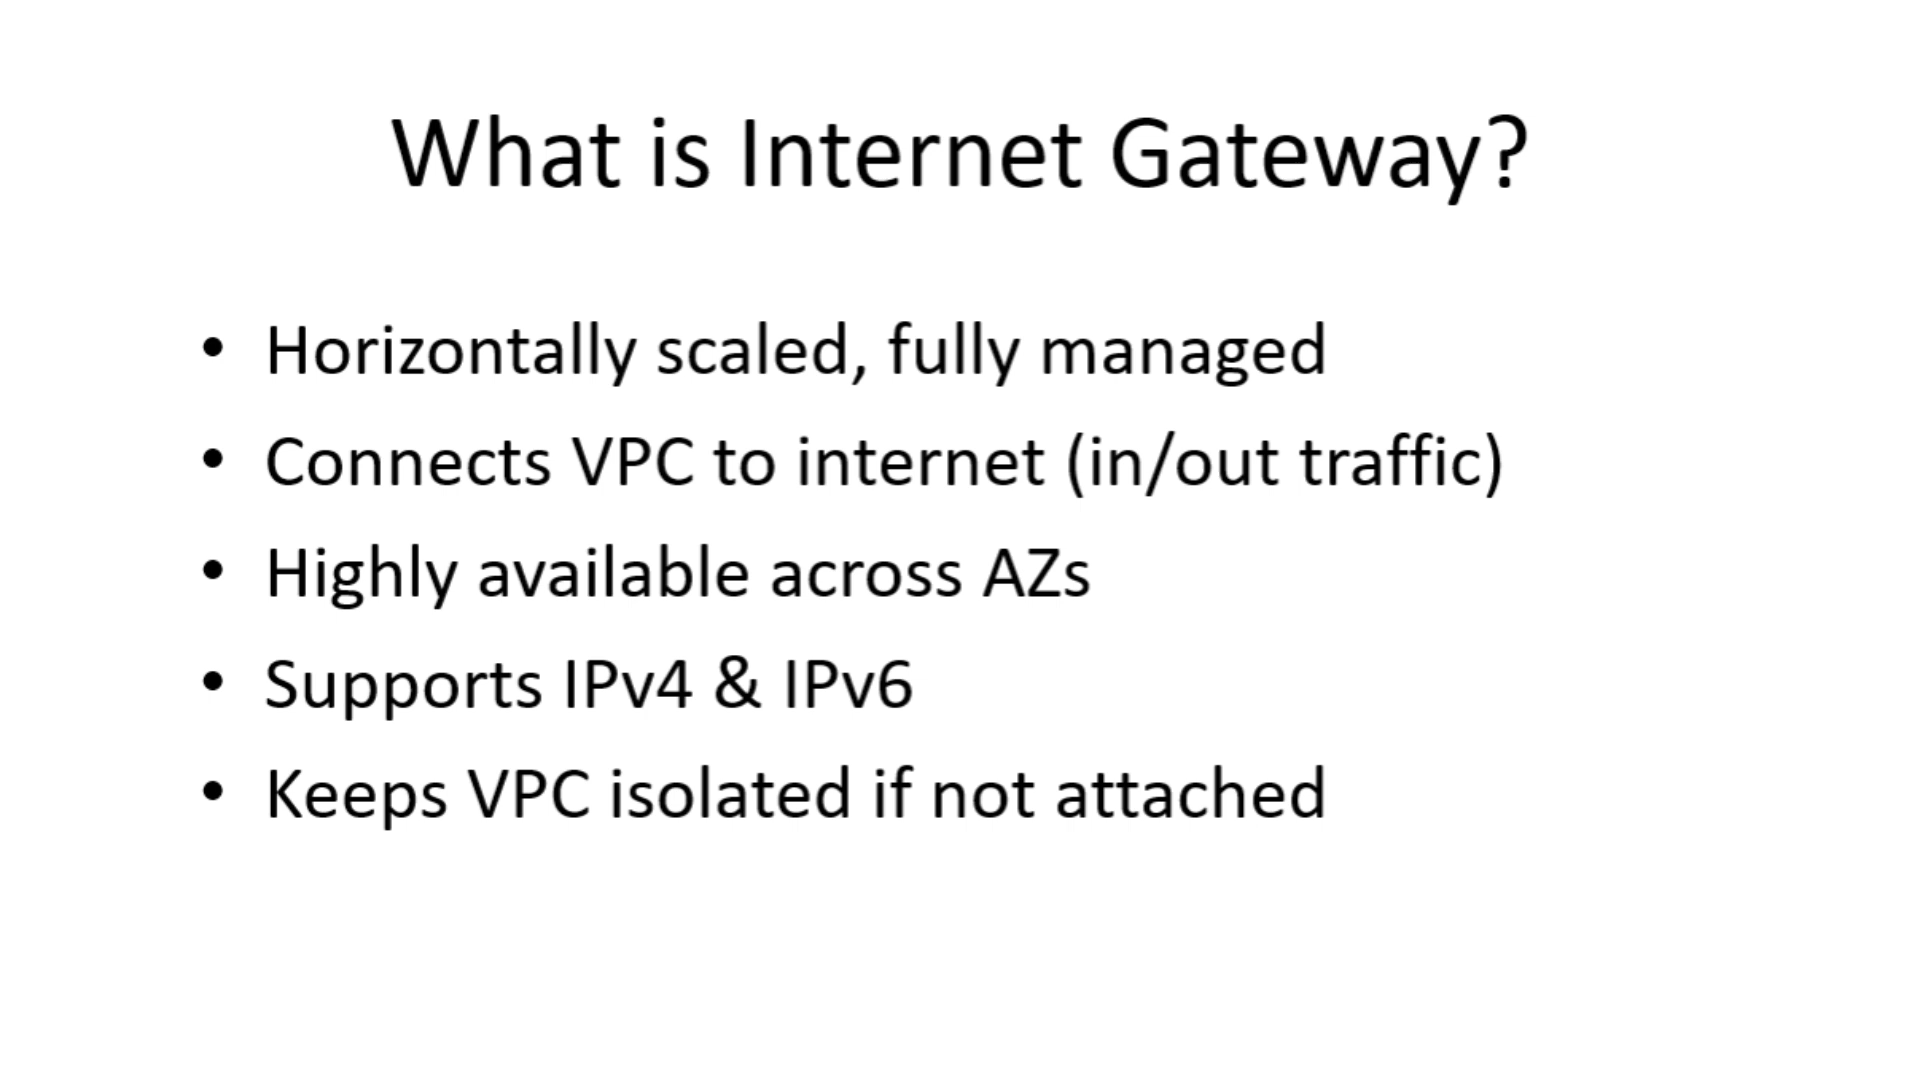 What is Internet Gateway?
• Horizontally scaled, fully managed
• Connects VPC to internet (in/out traffic)
• Highly available across AZs
• Supports IPv4 & IPv6
• Keeps VPC isolated if not attached